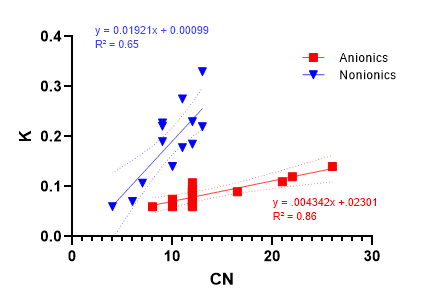 y = 0.01921x + 0.00099
R² = 0.65
0.4
Anionics
Nonionics
0.3
K
0.2
0.1
y = .004342x +.02301
R² = 0.86
0.0
0 10 20 30
CN